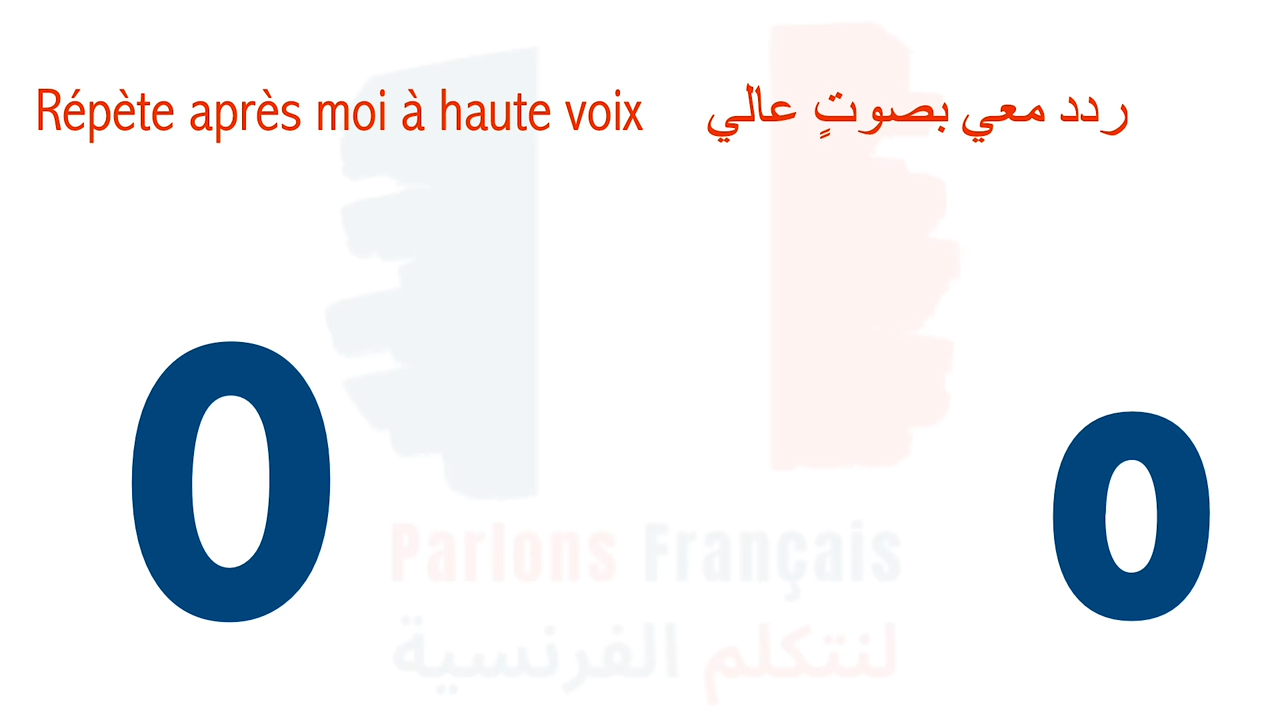 Répète après moi à haute voix ردد معي بصوتٍ عالي
O o
Parlons Français
لنتكلم الفرنسية